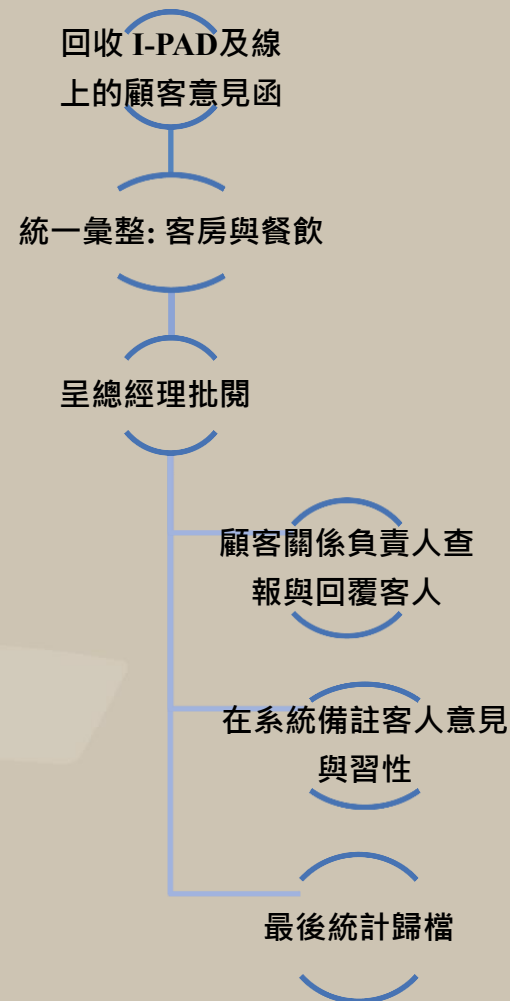 回收 I-PAD及線
上的顧客意見函
統一彙整: 客房與餐飲
呈總經理批閱
顧客關係負責人查
報與回覆客人
在系統備註客人意見
與習性
最後統計歸檔